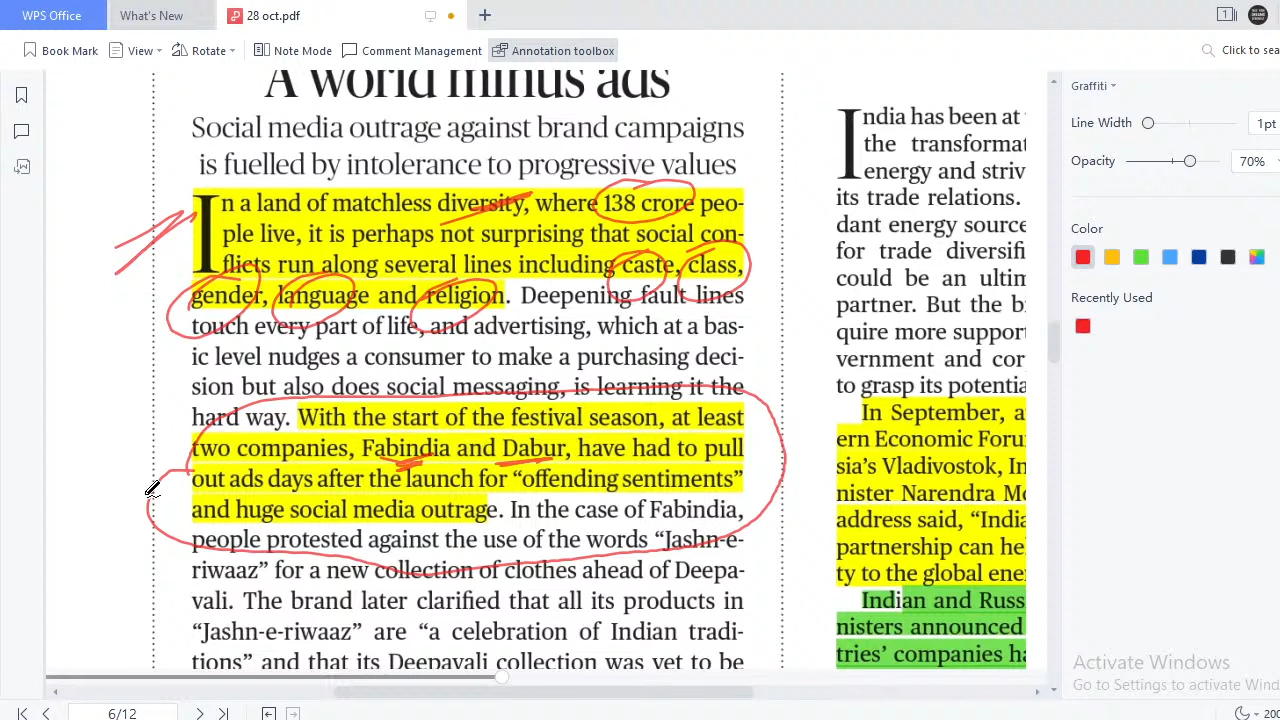 WPS Office
What's New
28 oct.pdf
1
Book Mark
View
Rotate
Note Mode
Comment Management
Annotation toolbox
Click to sea
A world minus ads
Social media outrage against brand campaigns
is fuelled by intolerance to progressive values
In a land of matchless diversity, where 138 crore peo-
ple live, it is perhaps not surprising that social con-
flicts run along several lines including caste, class,
gender, language and religion. Deepening fault lines
touch every part of life, and advertising, which at a bas-
ic level nudges a consumer to make a purchasing deci-
sion but also does social messaging, is learning it the
hard way. With the start of the festival season, at least
two companies, Fabindia and Dabur, have had to pull
out ads days after the launch for “offending sentiments”
and huge social media outrage. In the case of Fabindia,
people protested against the use of the words “Jashn-e-
riwaaz” for a new collection of clothes ahead of Deepa-
vali. The brand later clarified that all its products in
“Jashn-e-riwaaz” are “a celebration of Indian tradi-
tions” and that its Deepavali collection was yet to be
India has been at
the transformat
energy and striv
its trade relations.
dant energy source
for trade diversifi
could be an ultim
partner. But the bi
quire more support
vernment and cor
to grasp its potentia
In September, a
ern Economic Foru
sia’s Vladivostok, In
nister Narendra Mo
address said, “India
partnership can he
ty to the global ene
Indian and Russ
nisters announced
tries’ companies ha
Graffiti
Line Width
1pt
Opacity
70%
Color
Recently Used
Activate Windows
Go to Settings to activate Wind
6/12
200